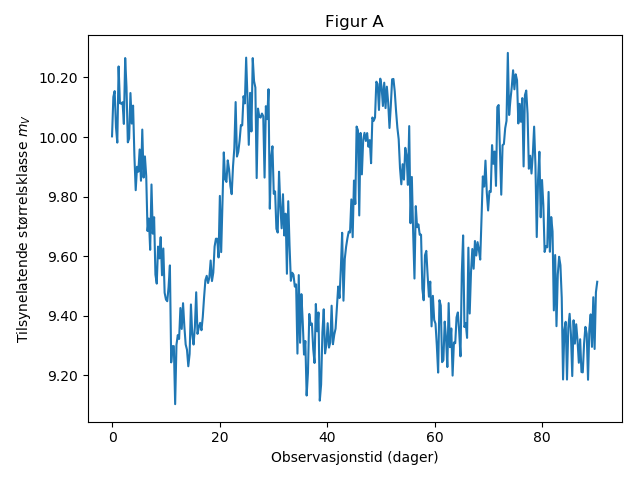 Figur A
Tilsynelatende størrelsklasse $m_V$
10.20
10.00
9.80
9.60
9.40
9.20
0 20 40 60 80
Observasjonstid (dager)